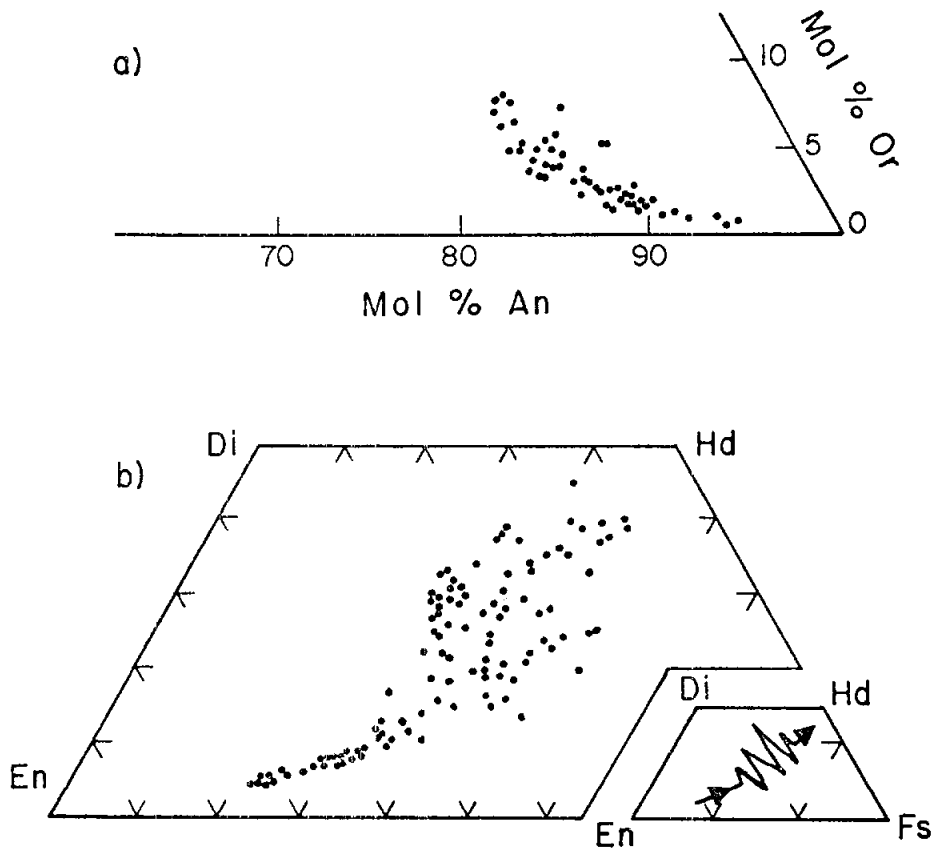 a)
Mol % Or
10
5
0
70 80 90
Mol % An
b)
Di Hd
En
Di Hd
En Fs